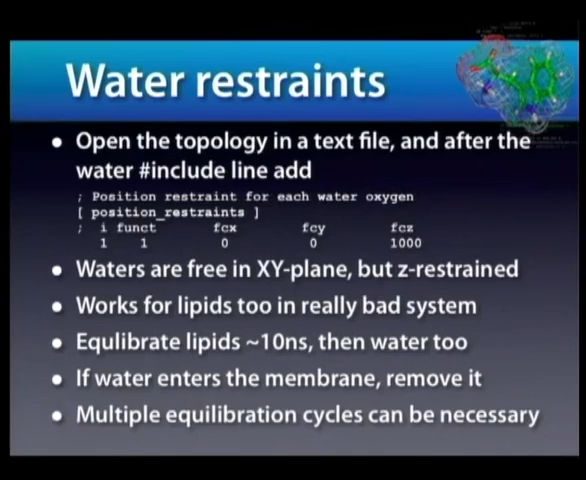 Water restraints
• Open the topology in a text file, and after the
water #include line add
; Position restraint for each water oxygen
[ position_restraints ]
; i funct fcx fcy fcz
1 1 0 0 1000
• Waters are free in XY-plane, but z-restrained
• Works for lipids too in really bad system
• Equlibrate lipids ~10ns, then water too
• If water enters the membrane, remove it
• Multiple equilibration cycles can be necessary